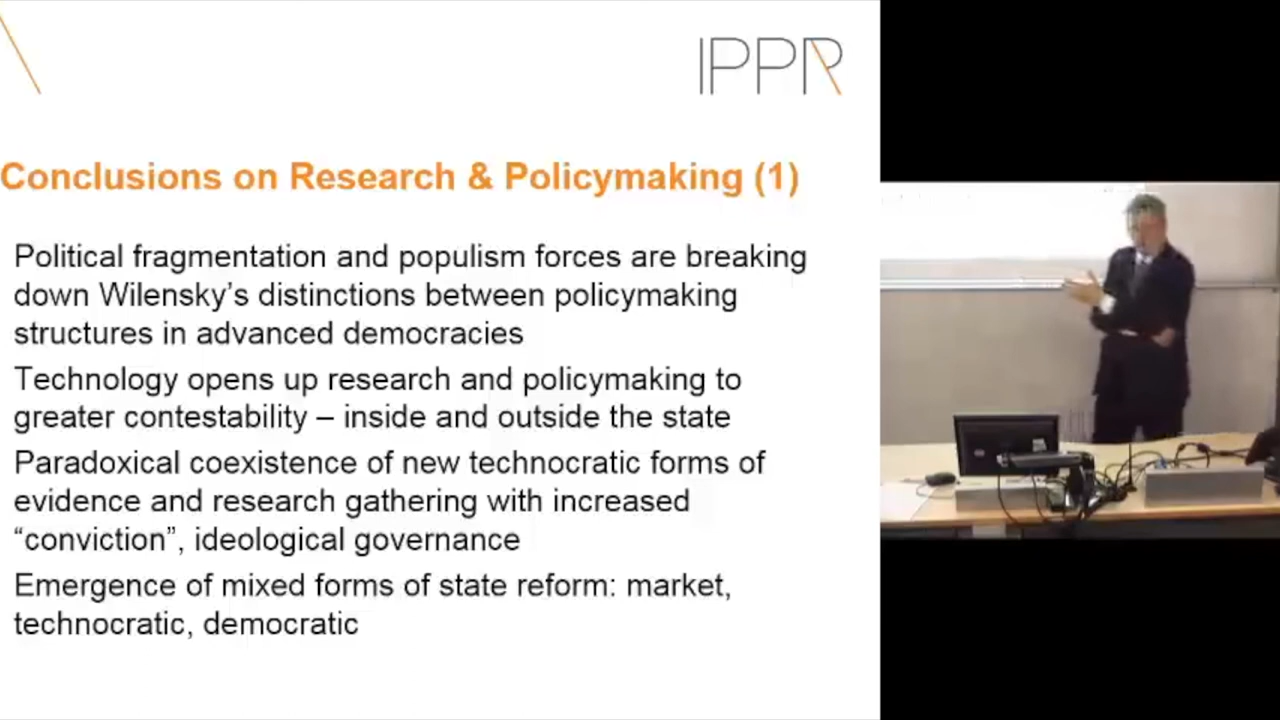 IPPR
Conclusions on Research & Policymaking (1)
Political fragmentation and populism forces are breaking
down Wilensky’s distinctions between policymaking
structures in advanced democracies
Technology opens up research and policymaking to
greater contestability – inside and outside the state
Paradoxical coexistence of new technocratic forms of
evidence and research gathering with increased
“conviction”, ideological governance
Emergence of mixed forms of state reform: market,
technocratic, democratic